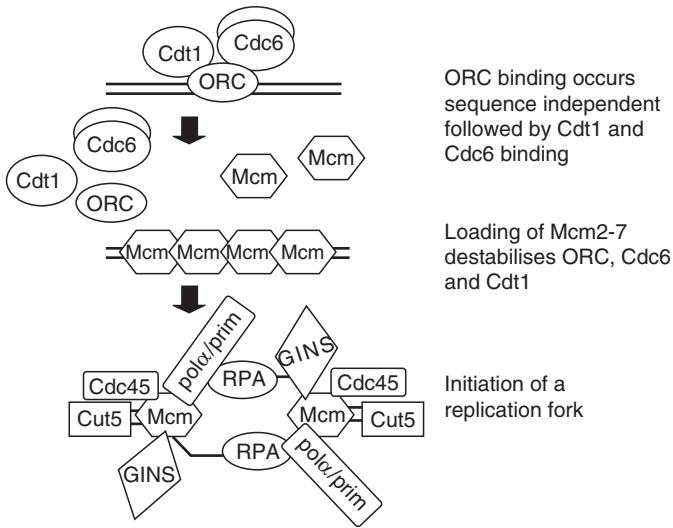 Cdt1
Cdc6
ORC
ORC binding occurs
sequence independent
followed by Cdt1 and
Cdc6 binding
Cdc6
Mcm
Mcm
Cdt1
ORC
Mcm Mcm Mcm Mcm
Loading of Mcm2-7
destabilises ORC, Cdc6
and Cdt1
polα/prim
GINS
RPA
Cdc45
Cdc45
Cut5
Mcm
Mcm
Cut5
Initiation of a
replication fork
RPA
GINS
polα/prim